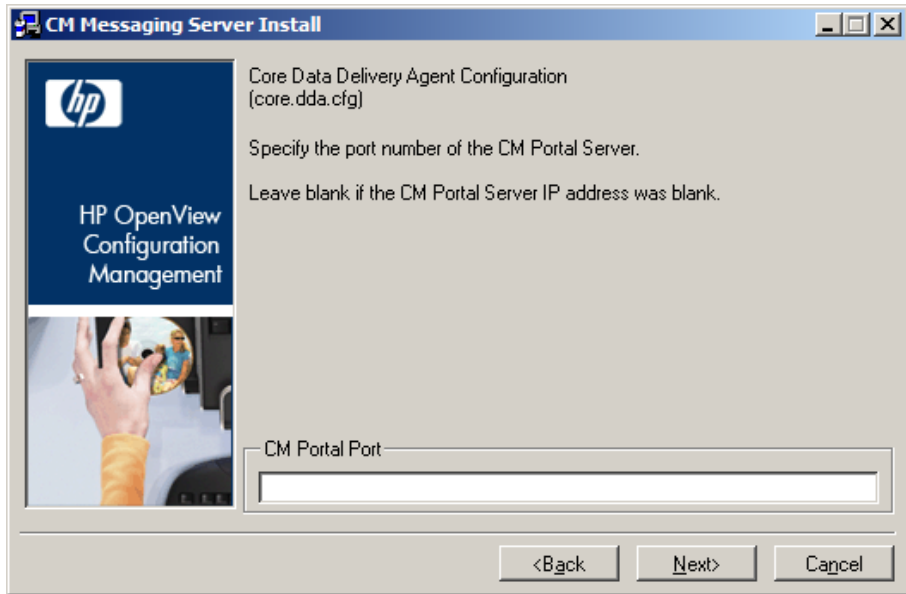 CM Messaging Server Install
hp
HP OpenView
Configuration
Management
Core Data Delivery Agent Configuration
(core.dda.cfg)
Specify the port number of the CM Portal Server.
Leave blank if the CM Portal Server IP address was blank.
CM Portal Port
<Back
Next>
Cancel